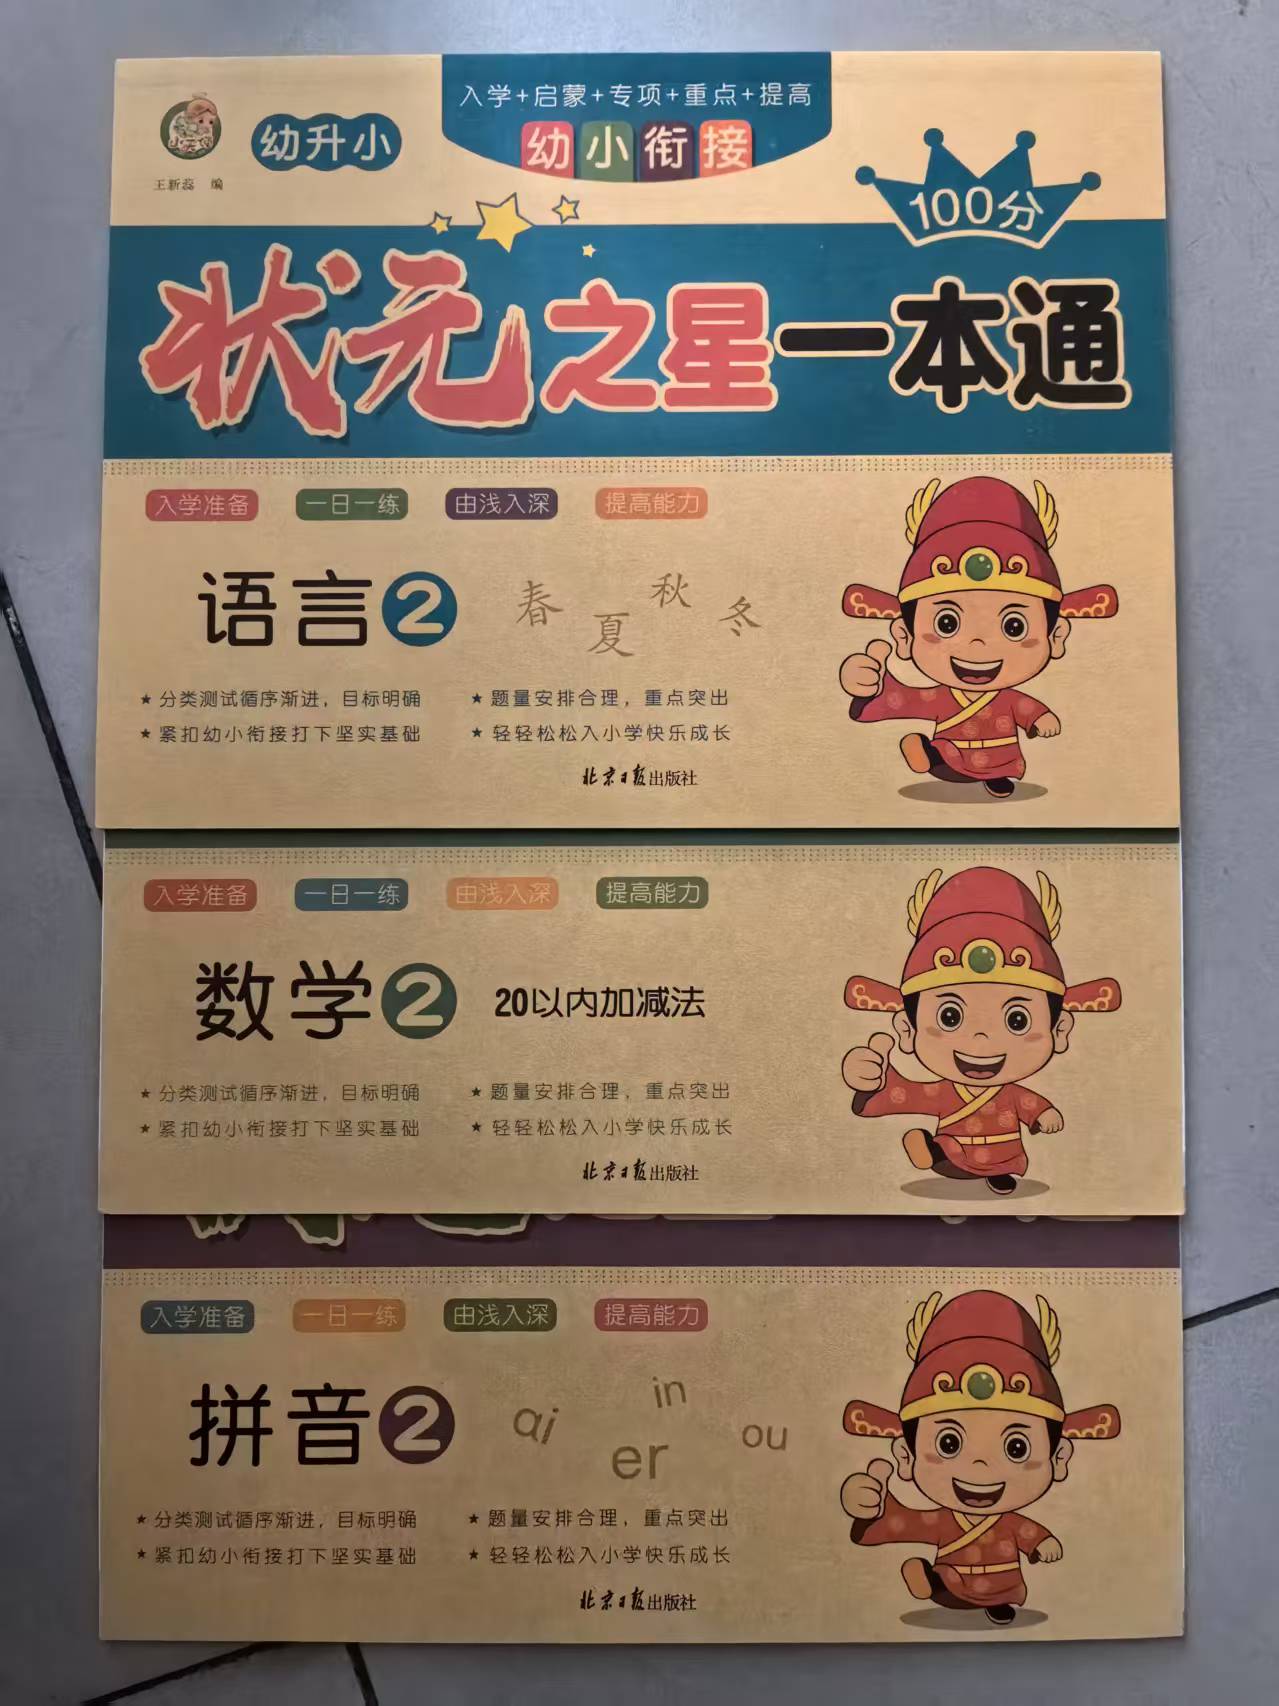 入学+启蒙+专项+重点+提高
幼小衔接
幼升小
王新蕊 编
100分
状元之星一本通
入学准备 一日一练 由浅入深 提高能力
语言2 春 夏 秋 冬
★ 分类测试循序渐进，目标明确 ★ 题量安排合理，重点突出
★ 紧扣幼小衔接打下坚实基础 ★ 轻轻松松入小学快乐成长
北京日报出版社
入学准备 一日一练 由浅入深 提高能力
数学2 20以内加减法
★ 分类测试循序渐进，目标明确 ★ 题量安排合理，重点突出
★ 紧扣幼小衔接打下坚实基础 ★ 轻轻松松入小学快乐成长
北京日报出版社
入学准备 一日一练 由浅入深 提高能力
拼音2 ai in er ou
★ 分类测试循序渐进，目标明确 ★ 题量安排合理，重点突出
★ 紧扣幼小衔接打下坚实基础 ★ 轻轻松松入小学快乐成长
北京日报出版社